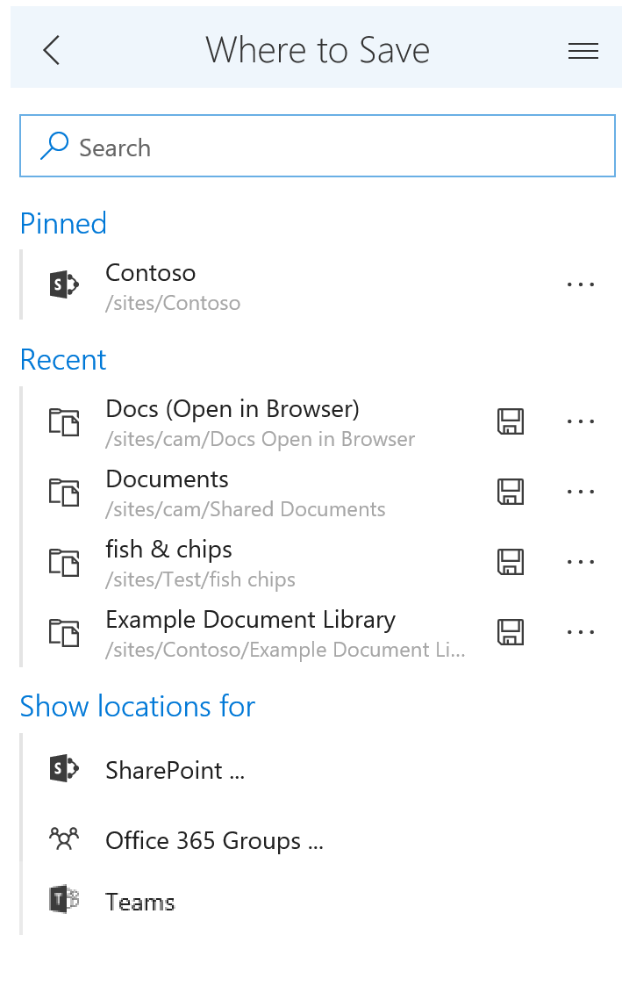 Where to Save
Search
Pinned
Contoso
/sites/Contoso
Recent
Docs (Open in Browser)
/sites/cam/Docs Open in Browser
Documents
/sites/cam/Shared Documents
fish & chips
/sites/Test/fish chips
Example Document Library
/sites/Contoso/Example Document Li...
Show locations for
SharePoint ...
Office 365 Groups ...
Teams